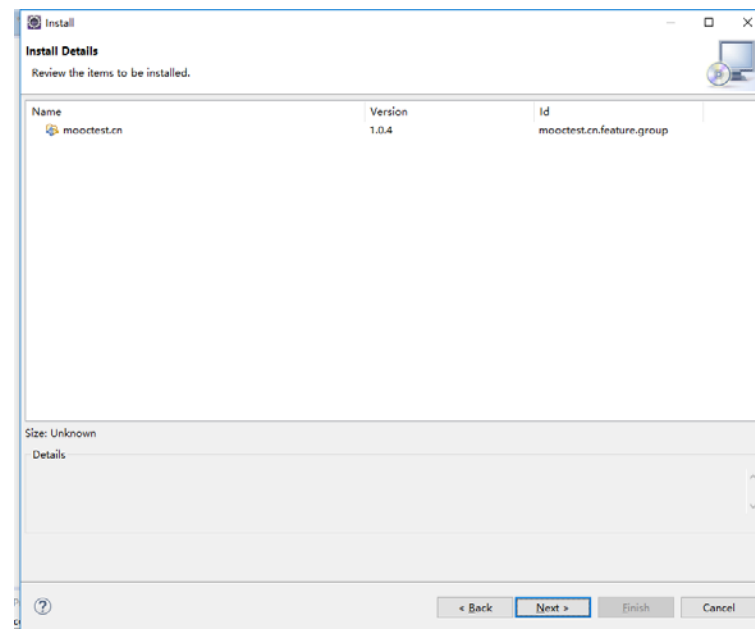 Install
Install Details
Review the items to be installed.
Name Version Id
mooctest.cn 1.0.4 mooctest.cn.feature.group
Size: Unknown
Details
?
< Back Next > Finish Cancel